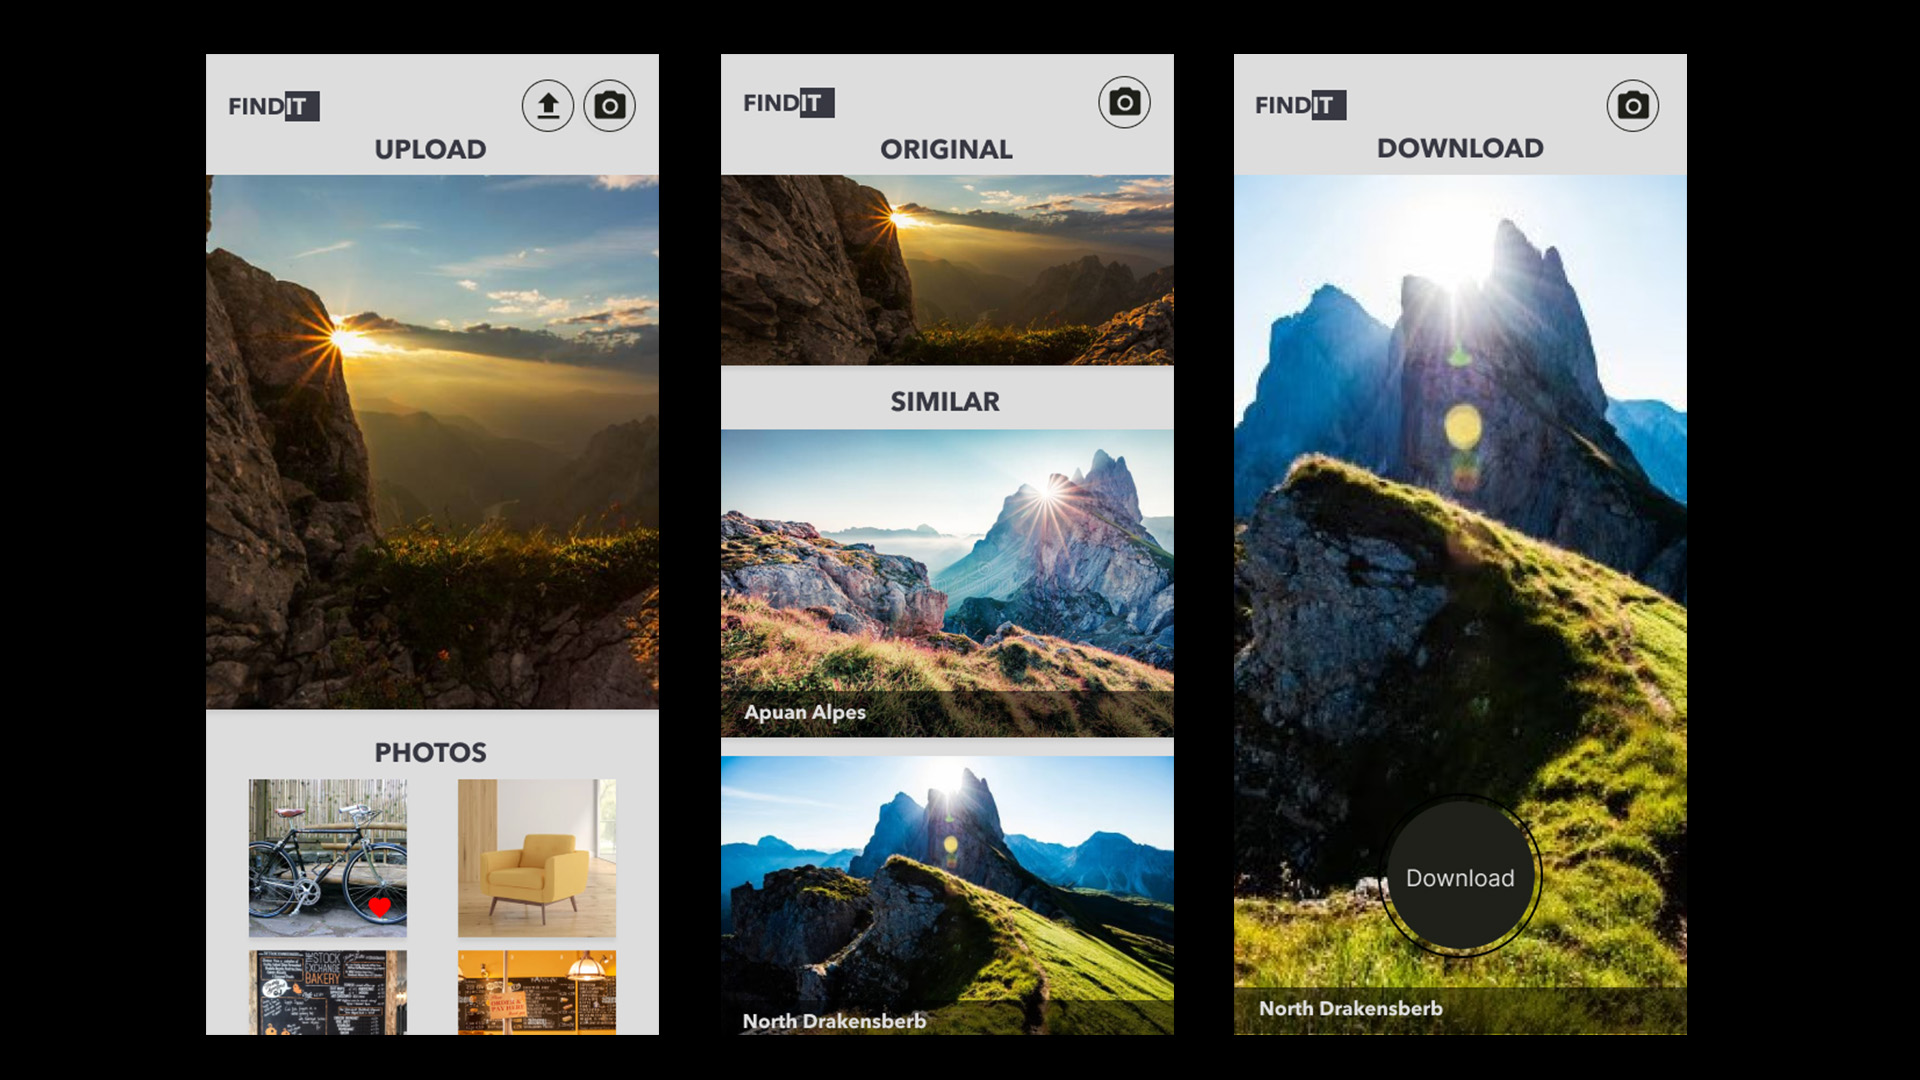 FINDIT
UPLOAD
PHOTOS
STOCK
EXCHANGE
BAKERY
FINDIT
ORIGINAL
SIMILAR
Apuan Alpes
North Drakensberb
FINDIT
DOWNLOAD
Download
North Drakensberb